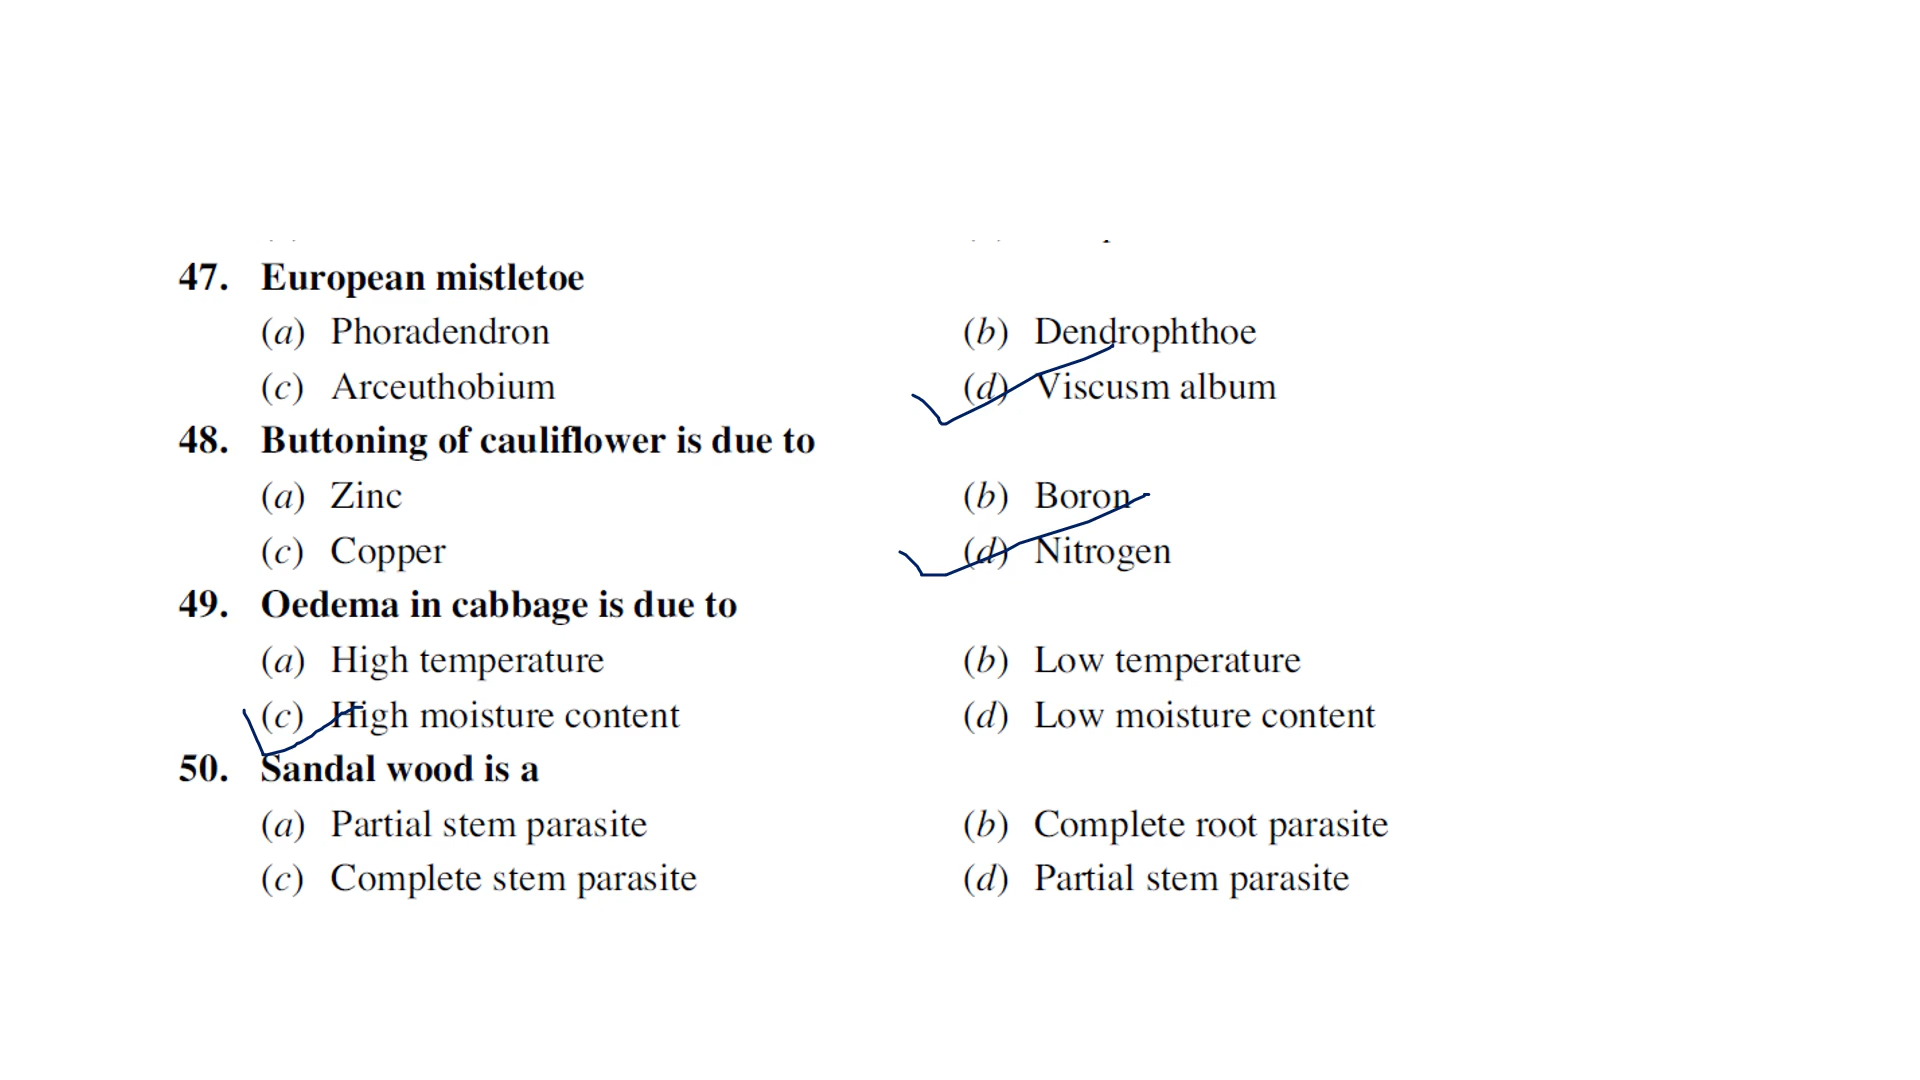 47. European mistletoe
(a) Phoradendron (b) Dendrophthoe
(c) Arceuthobium (d) Viscusm album
48. Buttoning of cauliflower is due to
(a) Zinc (b) Boron
(c) Copper (d) Nitrogen
49. Oedema in cabbage is due to
(a) High temperature (b) Low temperature
(c) High moisture content (d) Low moisture content
50. Sandal wood is a
(a) Partial stem parasite (b) Complete root parasite
(c) Complete stem parasite (d) Partial stem parasite